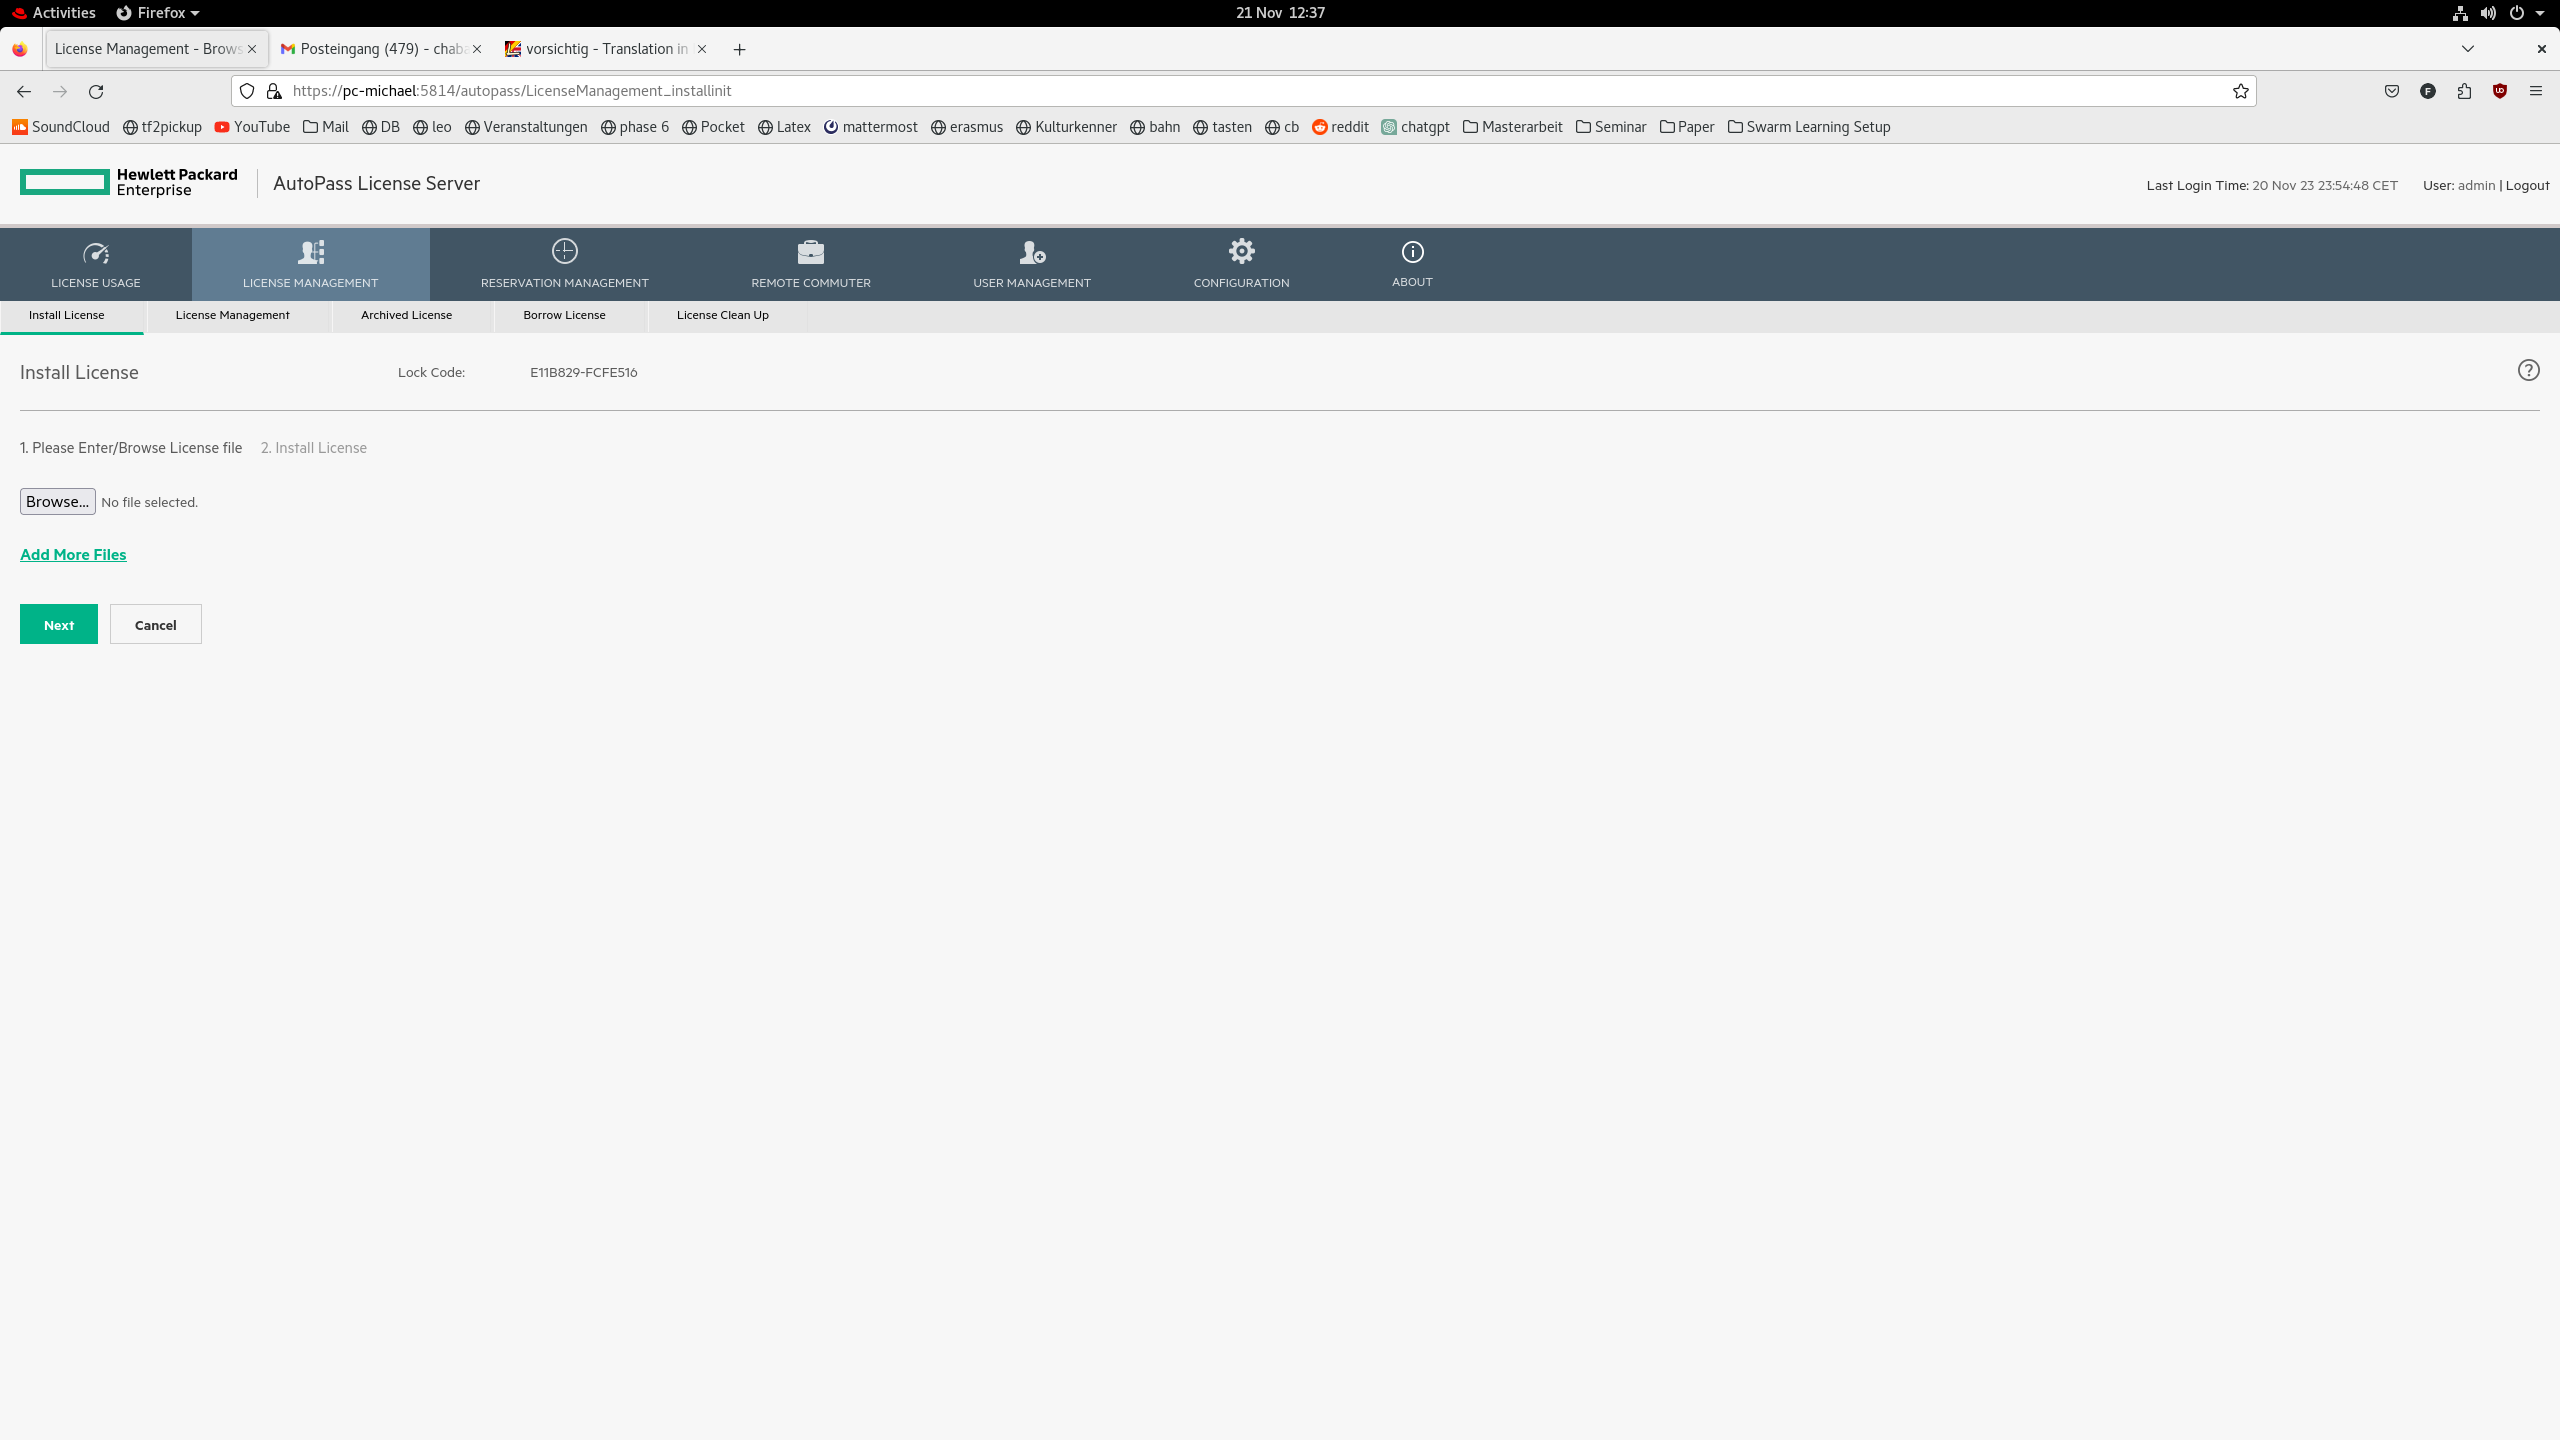 Activities Firefox 21 Nov 12:37
License Management - Brows Posteingang (479) - chaba vorsichtig - Translation in
https://pc-michael:5814/autopass/LicenseManagement_installinit
SoundCloud tf2pickup YouTube Mail DB leo Veranstaltungen phase 6 Pocket Latex mattermost erasmus Kulturkenner bahn tasten cb reddit chatgpt Masterarbeit Seminar Paper Swarm Learning Setup
Hewlett Packard
Enterprise
AutoPass License Server
Last Login Time: 20 Nov 23 23:54:48 CET User: admin | Logout
LICENSE USAGE LICENSE MANAGEMENT RESERVATION MANAGEMENT REMOTE COMMUTER USER MANAGEMENT CONFIGURATION ABOUT
Install License License Management Archived License Borrow License License Clean Up
Install License Lock Code: E11B829-FCFE516
1. Please Enter/Browse License file 2. Install License
Browse... No file selected.
Add More Files
Next Cancel